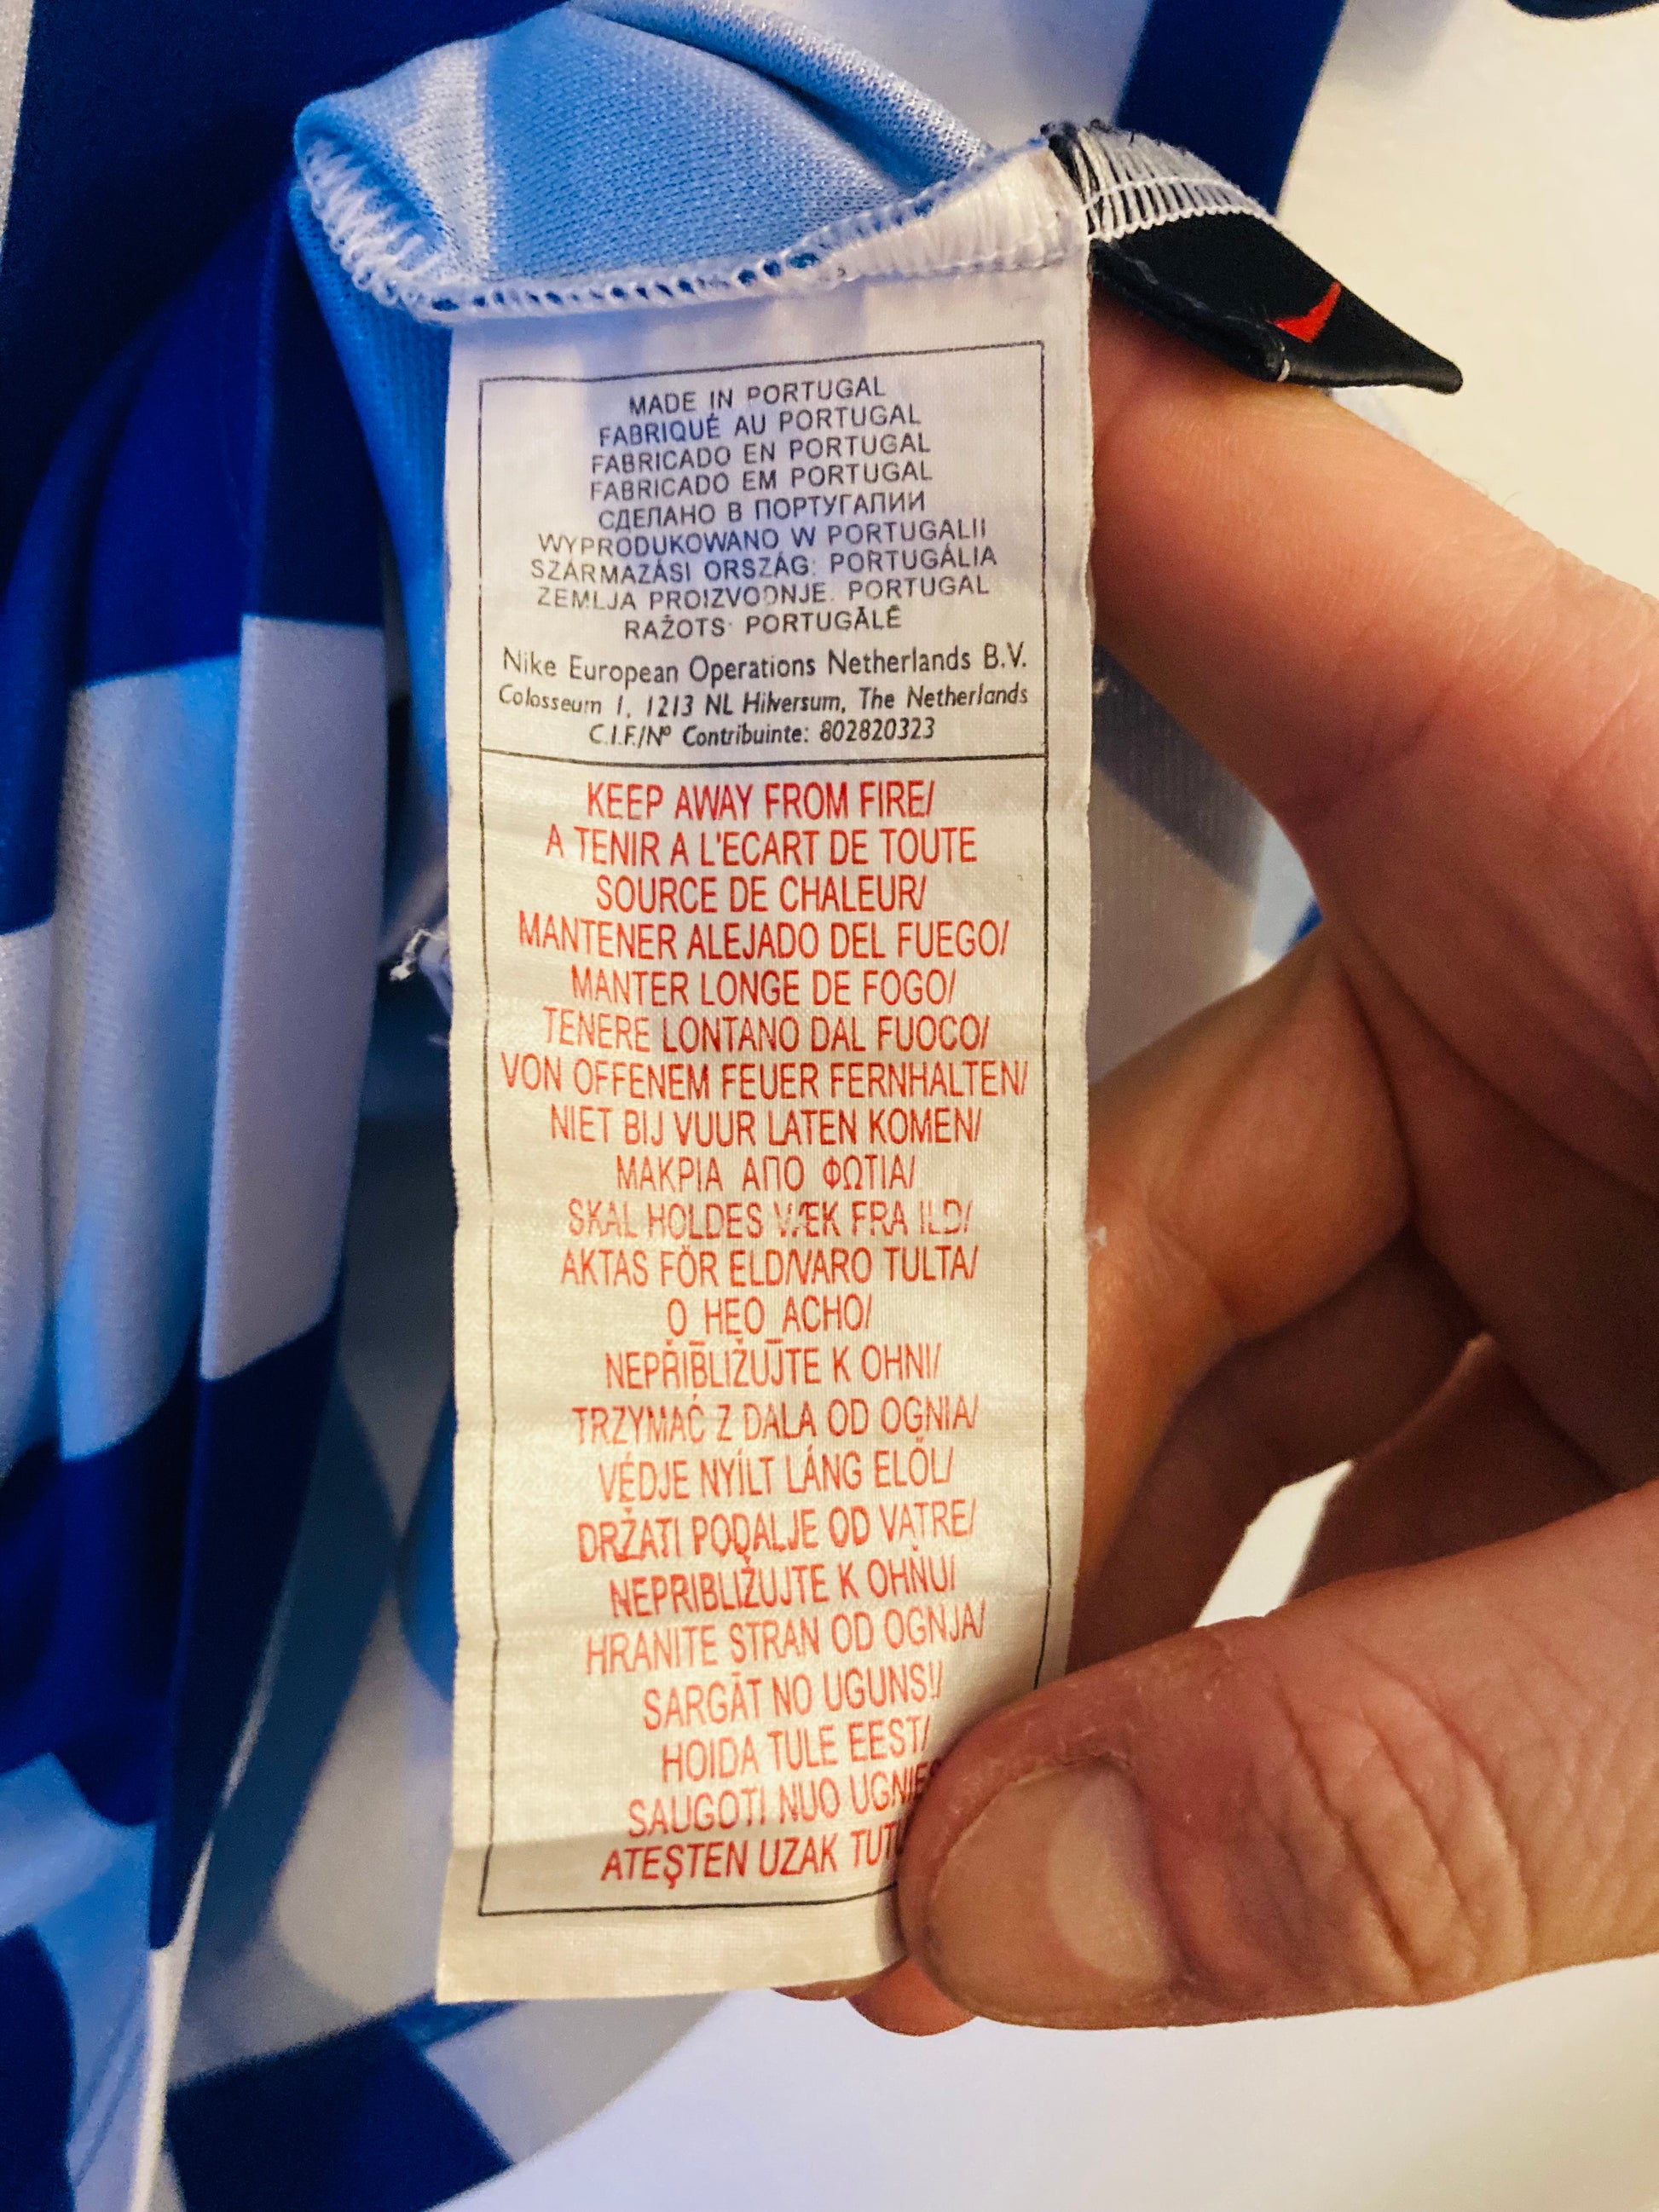 MADE IN PORTUGAL
FABRIQUÉ AU PORTUGAL
FABRICADO EN PORTUGAL
FABRICADO EM PORTUGAL
СДЕЛАНО В ПОРТУГАЛИИ
WYPRODUKOWANO W PORTUGALII
SZÁRMAZÁSI ORSZÁG: PORTUGÁLIA
ZEMLJA PROIZVODNJE: PORTUGAL
RAŽOTS: PORTUGĀLĒ
Nike European Operations Netherlands B.V.
Colosseum 1, 1213 NL Hilversum, The Netherlands
C.I.F./Nº Contribuinte: 802820323
KEEP AWAY FROM FIRE/
A TENIR A L'ECART DE TOUTE
SOURCE DE CHALEUR/
MANTENER ALEJADO DEL FUEGO/
MANTER LONGE DE FOGO/
TENERE LONTANO DAL FUOCO/
VON OFFENEM FEUER FERNHALTEN/
NIET BIJ VUUR LATEN KOMEN/
ΜΑΚΡΙΑ ΑΠΟ ΦΩΤΙΑ/
SKAL HOLDES VÆK FRA ILD/
AKTAS FÖR ELD/VARO TULTA/
O_HEO_ACHO/
NEPŘIBLIŽUJTE K OHNI/
TRZYMAĆ Z DALA OD OGNIA/
VÉDJE NYÍLT LÁNG ELŐL/
DRŽATI PODALJE OD VATRE/
NEPRIBLIŽUJTE K OHŇU/
HRANITE STRAN OD OGNJA/
SARGĀT NO UGUNS!/
HOIDA TULE EEST/
SAUGOTI NUO
ATEŞTEN UZAK